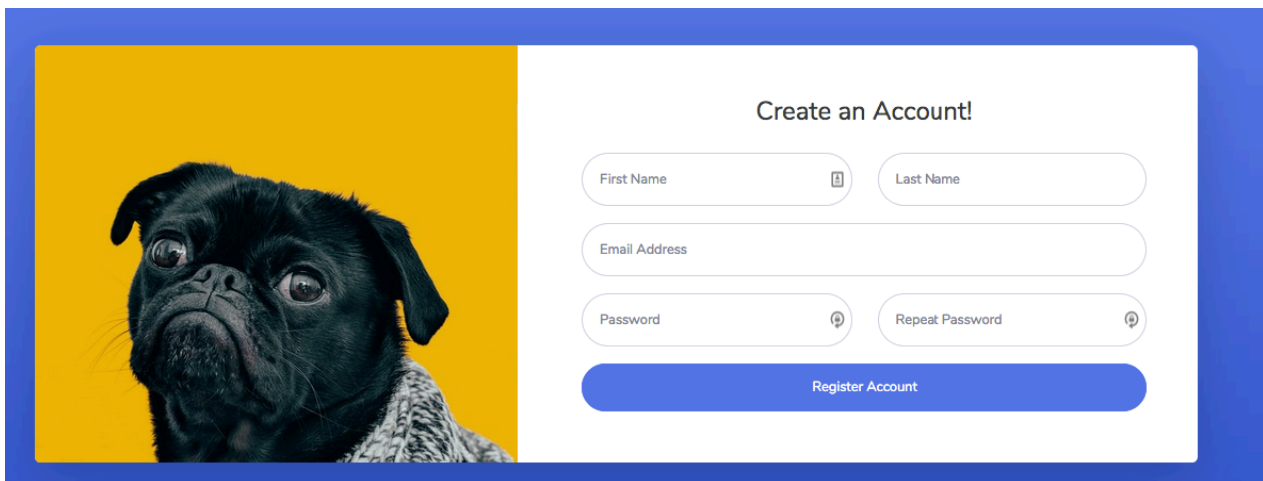 Create an Account!
First Name
Last Name
Email Address
Password
Repeat Password
Register Account